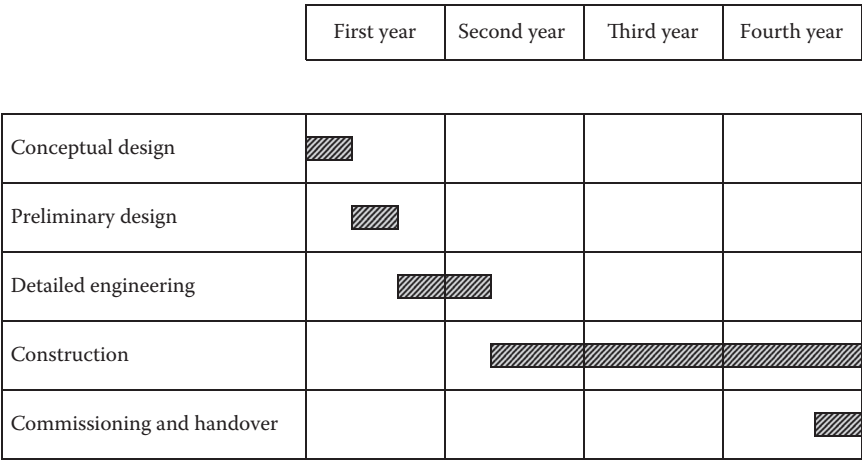 First year
Second year
Third year
Fourth year
Conceptual design
Preliminary design
Detailed engineering
Construction
Commissioning and handover